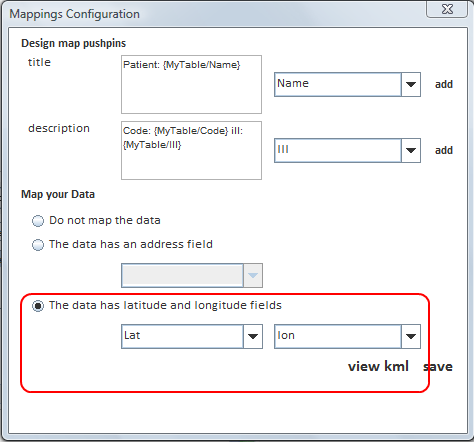 Mappings Configuration
Design map pushpins
title
Patient: {MyTable/Name}
Name
add
description
Code: {MyTable/Code} ill:
{MyTable/Ill}
Ill
add
Map your Data
Do not map the data
The data has an address field
The data has latitude and longitude fields
Lat
lon
view kml save